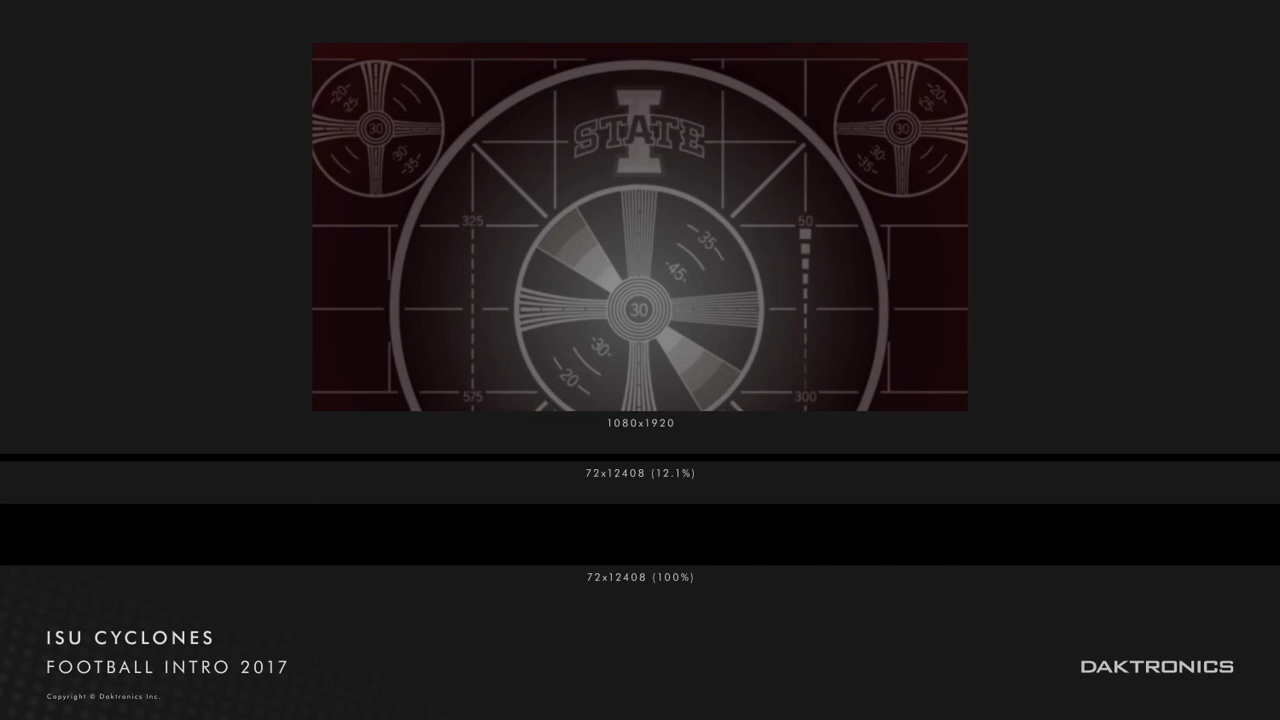 -20-
-25-
30
-30-
-35-
I
STATE
-20-
-25-
30
-30-
-35-
325
50
-35-
-45-
30
-30-
-20-
575
300
1080x1920
72x12408 (12.1%)
72x12408 (100%)
ISU CYCLONES
FOOTBALL INTRO 2017
DAKTRONICS
Copyright © Daktronics Inc.